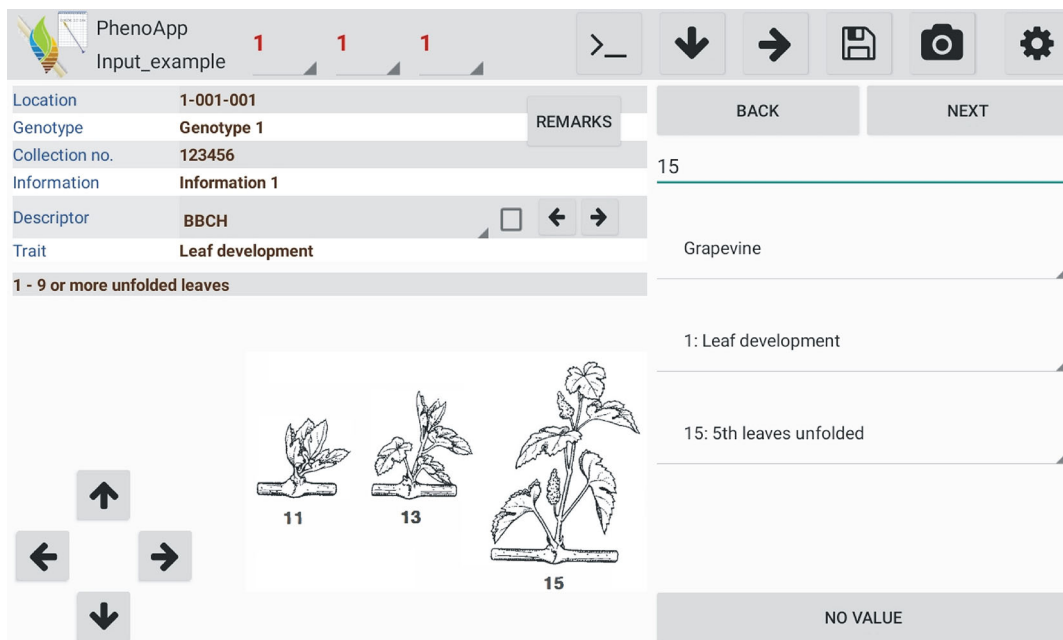 PhenoApp
Input_example
1 1 1
>_
Location 1-001-001
Genotype Genotype 1
REMARKS
Collection no. 123456
Information Information 1
Descriptor BBCH
Trait Leaf development
1 - 9 or more unfolded leaves
11
13
15
BACK NEXT
15
Grapevine
1: Leaf development
15: 5th leaves unfolded
NO VALUE